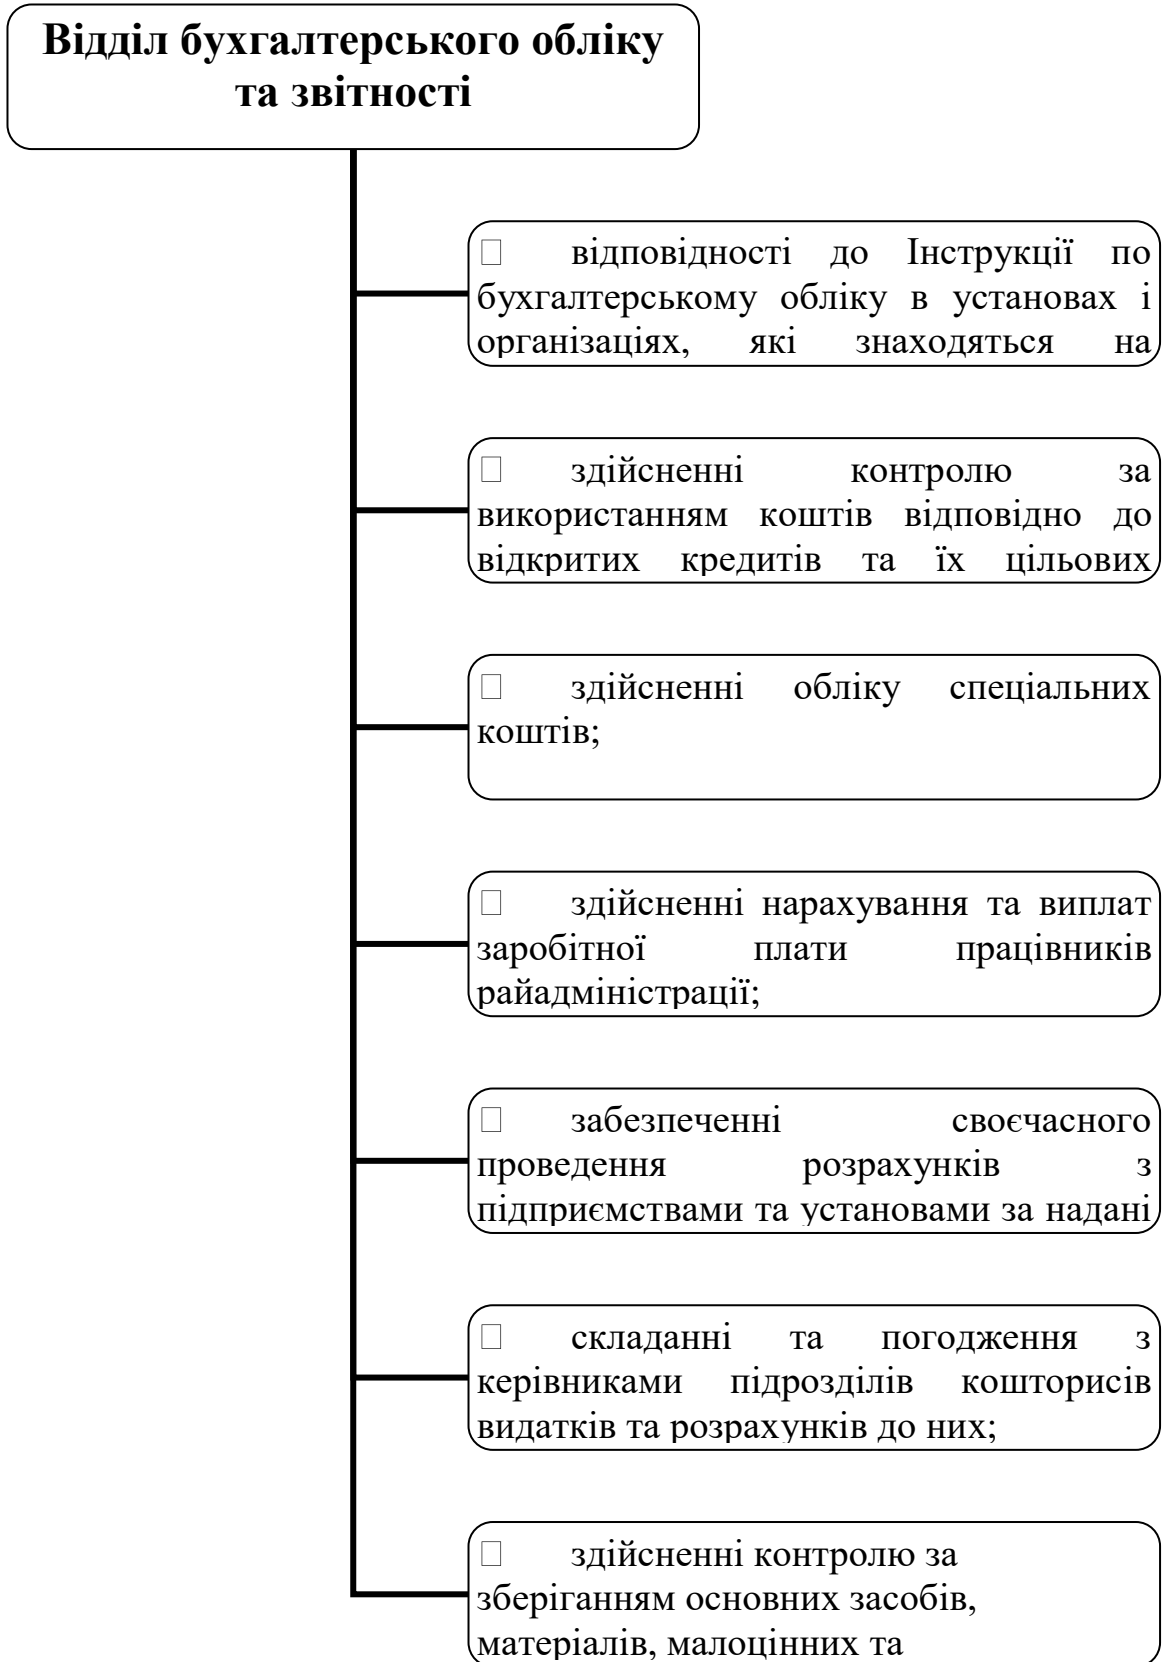 Відділ бухгалтерського обліку
та звітності
відповідності до Інструкції по
бухгалтерському обліку в установах і
організаціях, які знаходяться на
здійсненні контролю за
використанням коштів відповідно до
відкритих кредитів та їх цільових
здійсненні обліку спеціальних
коштів;
здійсненні нарахування та виплат
заробітної плати працівників
райадміністрації;
забезпеченні своєчасного
проведення розрахунків з
підприємствами та установами за надані
складанні та погодження з
керівниками підрозділів кошторисів
видатків та розрахунків до них;
здійсненні контролю за
зберіганням основних засобів,
матеріалів, малоцінних та